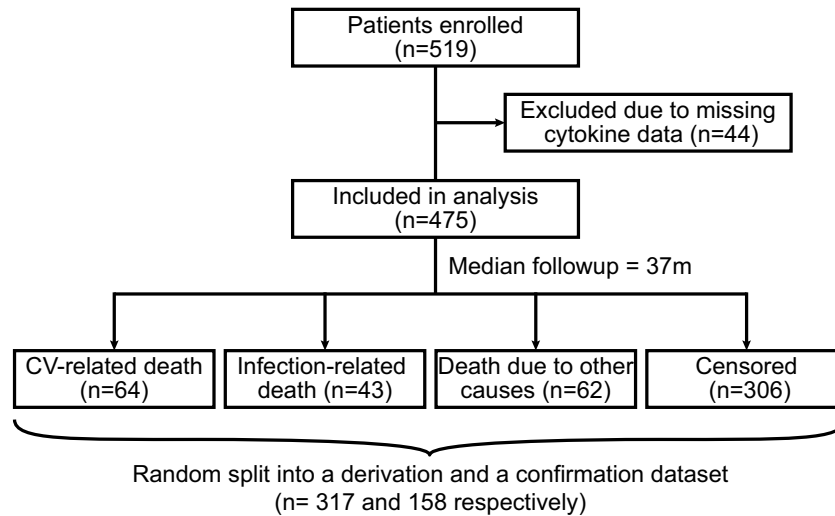 Patients enrolled
(n=519)
Excluded due to missing
cytokine data (n=44)
Included in analysis
(n=475)
Median followup = 37m
CV-related death
(n=64)
Infection-related
death (n=43)
Death due to other
causes (n=62)
Censored
(n=306)
Random split into a derivation and a confirmation dataset
(n= 317 and 158 respectively)